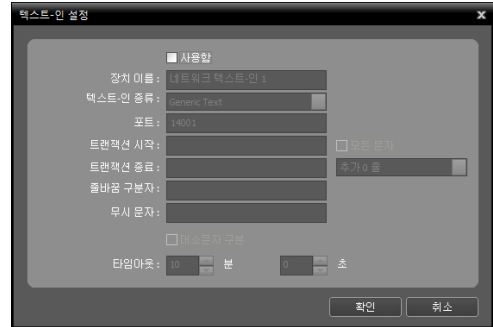 텍스트-인 설정
사용함
장치 이름 : 네트워크 텍스트-인 1
텍스트-인 종류 : Generic Text
포트 : 14001
트랜잭션 시작 : 모든 문자
트랜잭션 종료 : 추가 0 줄
줄바꿈 구분자 :
무시 문자 :
대소문자 구분
타임아웃 : 10 분 0 초
확인 취소